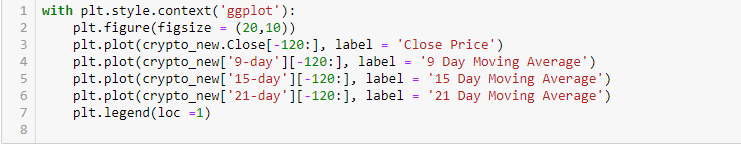 1 with plt.style.context('ggplot'):
2     plt.figure(figsize = (20,10))
3     plt.plot(crypto_new.Close[-120:], label = 'Close Price')
4     plt.plot(crypto_new['9-day'][-120:], label = '9 Day Moving Average')
5     plt.plot(crypto_new['15-day'][-120:], label = '15 Day Moving Average')
6     plt.plot(crypto_new['21-day'][-120:], label = '21 Day Moving Average')
7     plt.legend(loc =1)
8